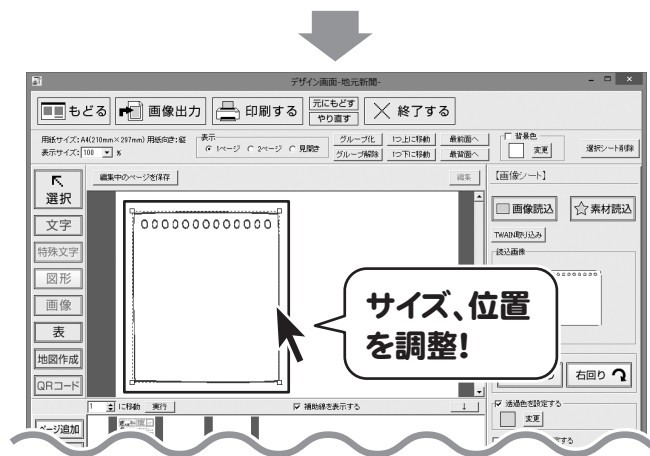 デザイン画面-地元新聞-
もどる
画像出力
印刷する
元にもどす
やり直す
終了する
用紙サイズ:A4(210mm×297mm) 用紙向き:縦
表示サイズ: 100 %
表示
1ページ 2ページ 見開き
グループ化 1つ上に移動 最前面へ
グループ解除 1つ下に移動 最背面へ
背景色
変更
選択シート削除
選択
文字
特殊文字
図形
画像
表
地図作成
QRコード
ページ追加
編集中のページを保存
編集
【画像シート】
画像読込
素材読込
TWAIN取り込み
読込画像
サイズ、位置
を調整!
右回り
1 に移動 実行
補助線を表示する
↓
透過色を設定する
変更